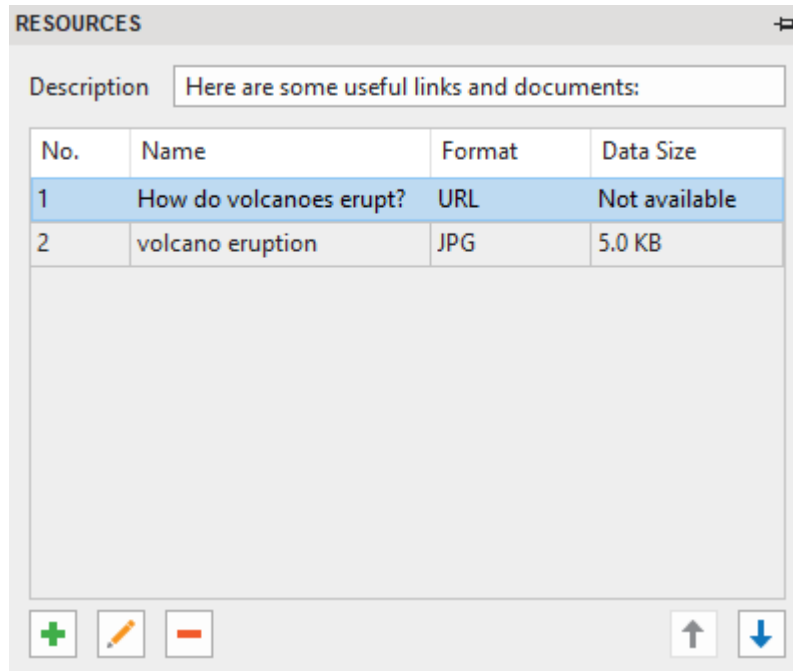 RESOURCES
Description Here are some useful links and documents:
No. Name Format Data Size
1 How do volcanoes erupt? URL Not available
2 volcano eruption JPG 5.0 KB